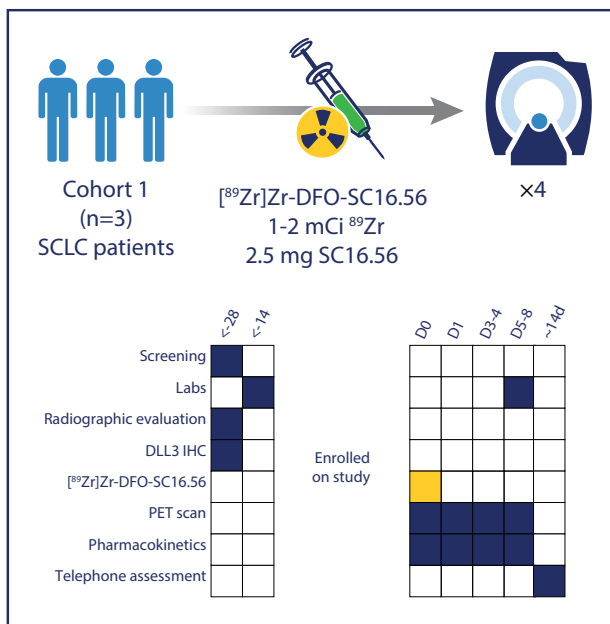 Cohort 1
(n=3)
SCLC patients
[⁸⁹Zr]Zr-DFO-SC16.56
1-2 mCi ⁸⁹Zr
2.5 mg SC16.56
×4
<-28
<-14
D0
D1
D3-4
D5-8
~14d
Screening
Labs
Radiographic evaluation
DLL3 IHC
[⁸⁹Zr]Zr-DFO-SC16.56
PET scan
Pharmacokinetics
Telephone assessment
Enrolled
on study